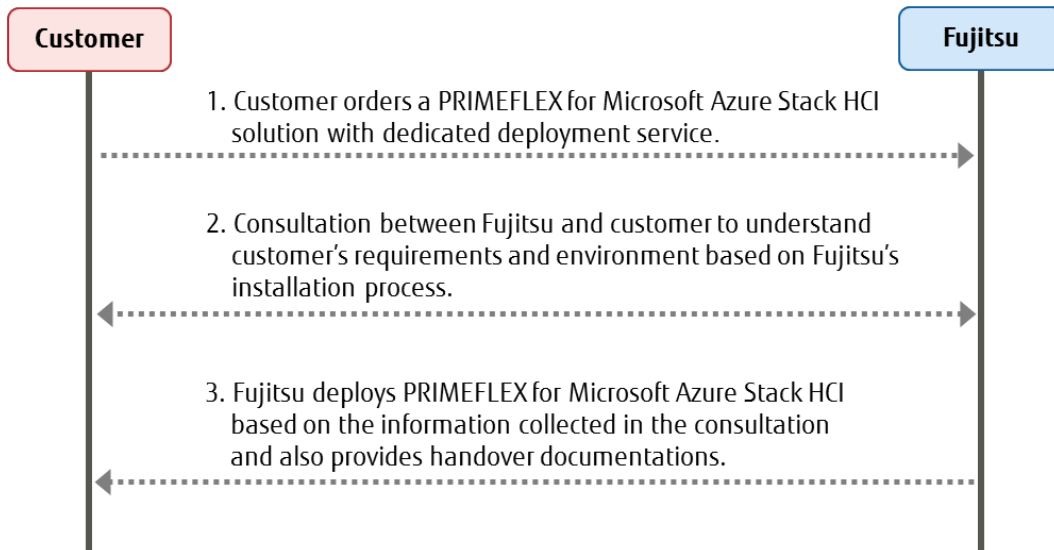 Customer
Fujitsu
1. Customer orders a PRIMEFLEX for Microsoft Azure Stack HCI
solution with dedicated deployment service.
2. Consultation between Fujitsu and customer to understand
customer's requirements and environment based on Fujitsu's
installation process.
3. Fujitsu deploys PRIMEFLEX for Microsoft Azure Stack HCI
based on the information collected in the consultation
and also provides handover documentations.